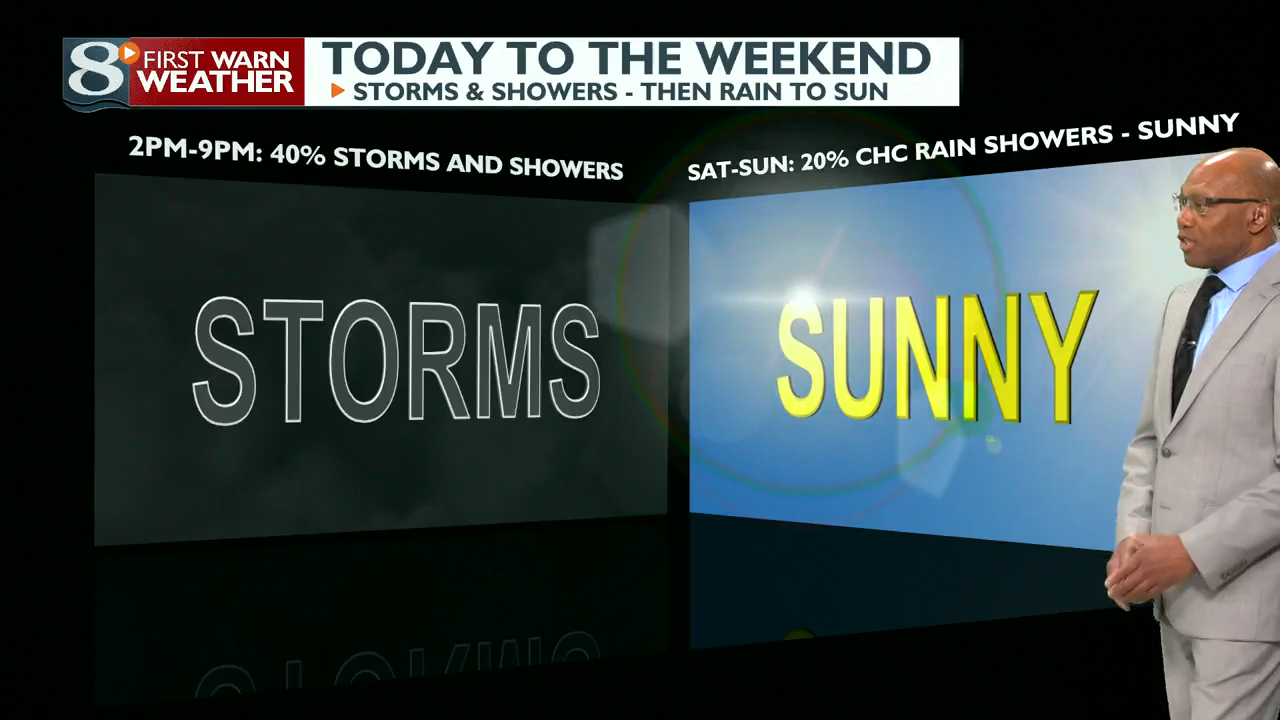 8 FIRST WARN
WEATHER
TODAY TO THE WEEKEND
STORMS & SHOWERS - THEN RAIN TO SUN
2PM-9PM: 40% STORMS AND SHOWERS
SAT-SUN: 20% CHC RAIN SHOWERS - SUNNY
STORMS
SUNNY